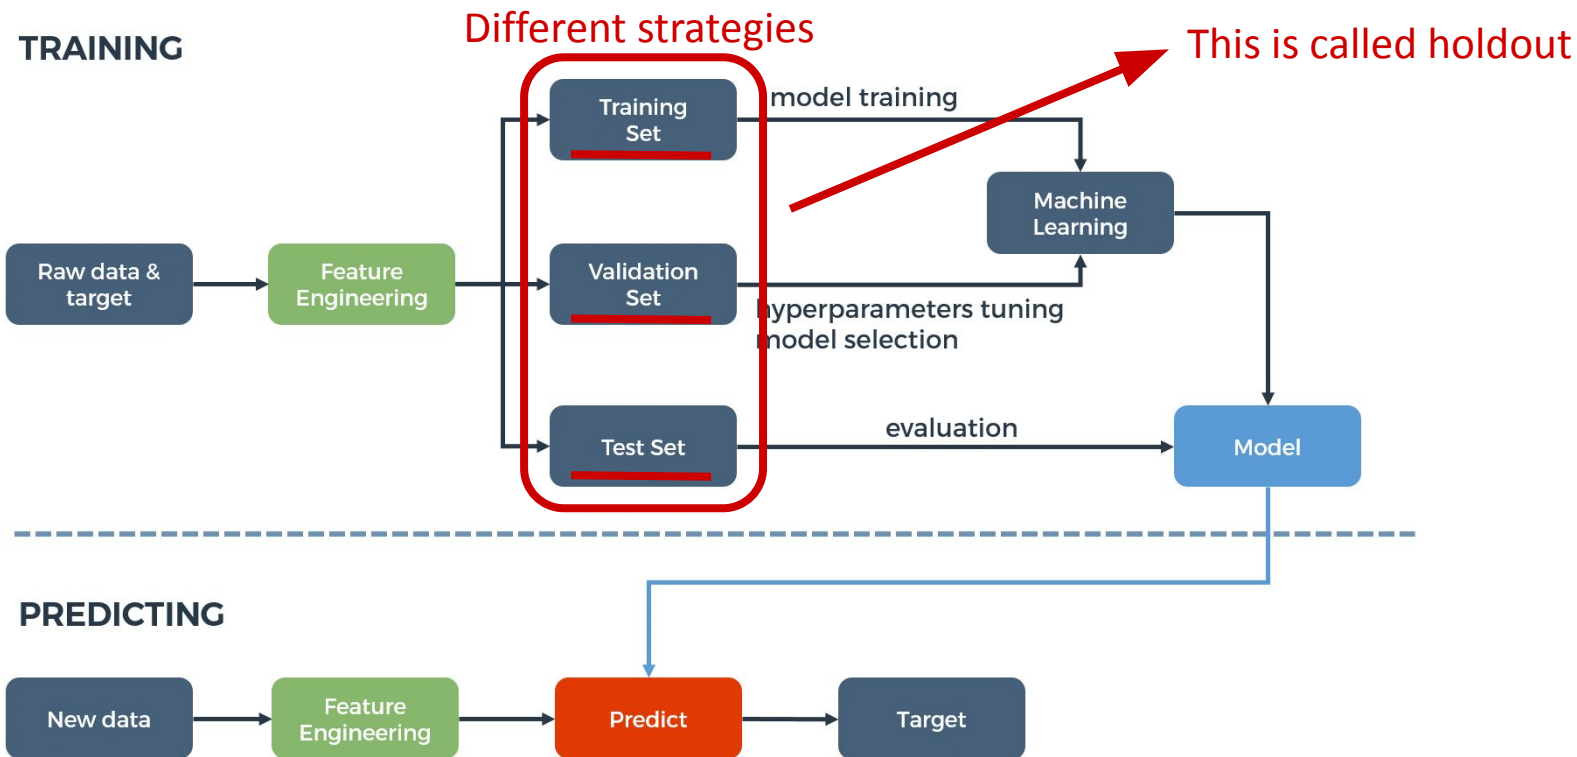 Different strategies
This is called holdout
TRAINING
Training
Set
model training
Machine
Learning
Raw data &
target
Feature
Engineering
Validation
Set
hyperparameters tuning
model selection
Test Set
evaluation
Model
PREDICTING
New data
Feature
Engineering
Predict
Target